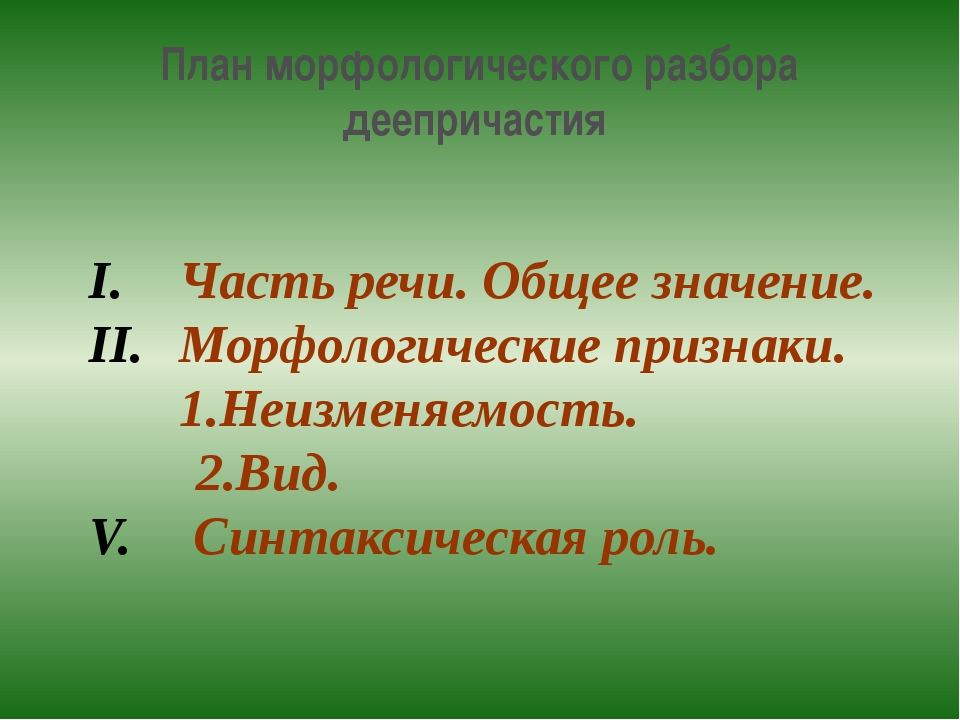 План морфологического разбора
деепричастия
I. Часть речи. Общее значение.
II. Морфологические признаки.
1.Неизменяемость.
2.Вид.
V. Синтаксическая роль.